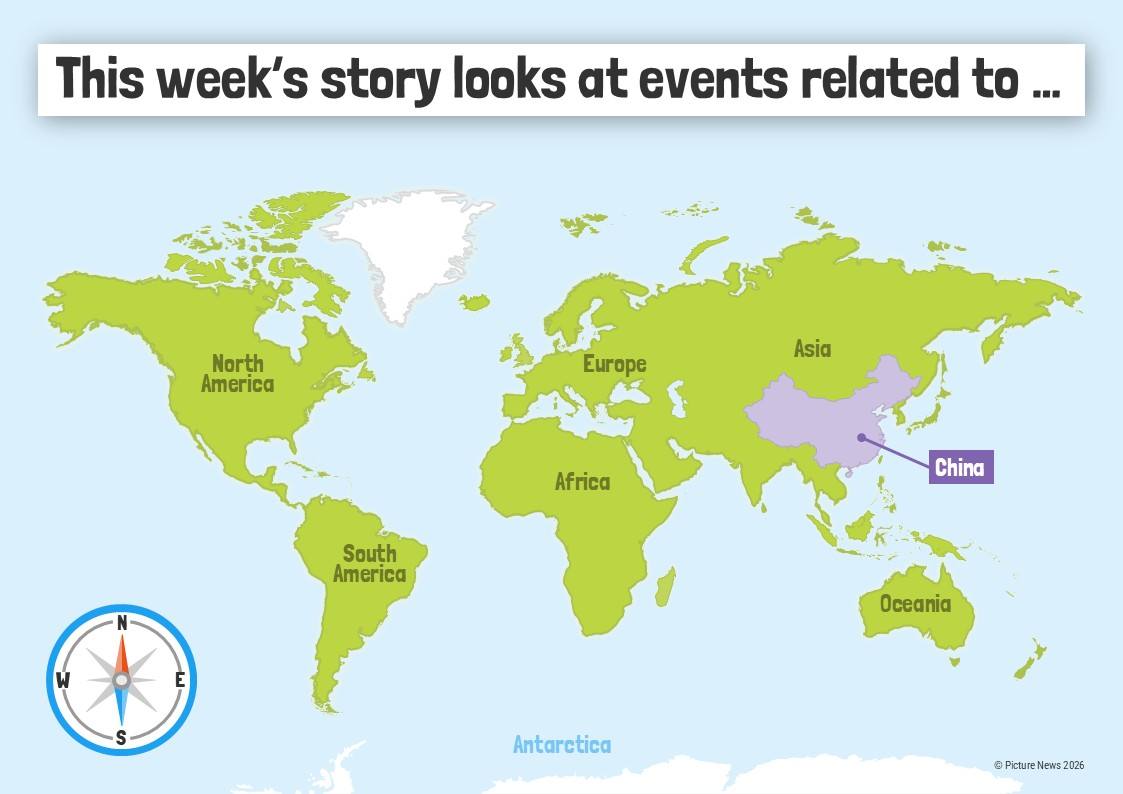 This week's story looks at events related to ...
North
America
Europe
Asia
China
Africa
South
America
Oceania
N
W
E
S
Antarctica
© Picture News 2026